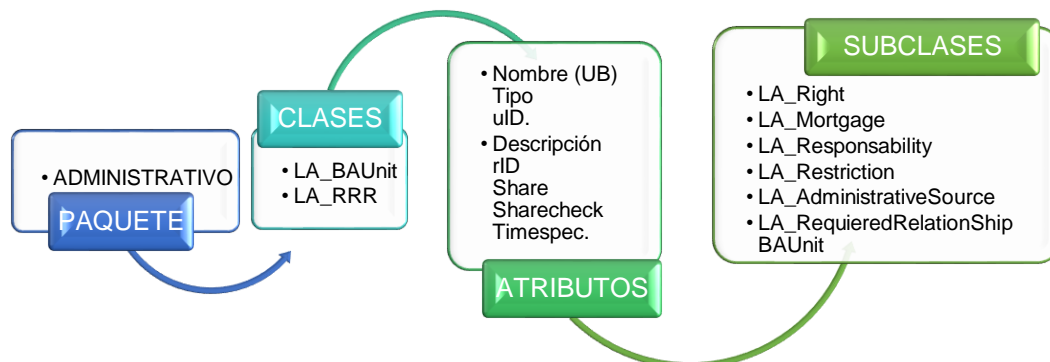 • ADMINISTRATIVO
PAQUETE
CLASES
• LA_BAUnit
• LA_RRR
• Nombre (UB)
Tipo
uID.
• Descripción
rID
Share
Sharecheck
Timespec.
ATRIBUTOS
SUBCLASES
• LA_Right
• LA_Mortgage
• LA_Responsability
• LA_Restriction
• LA_AdministrativeSource
• LA_RequieredRelationShip
BAUnit